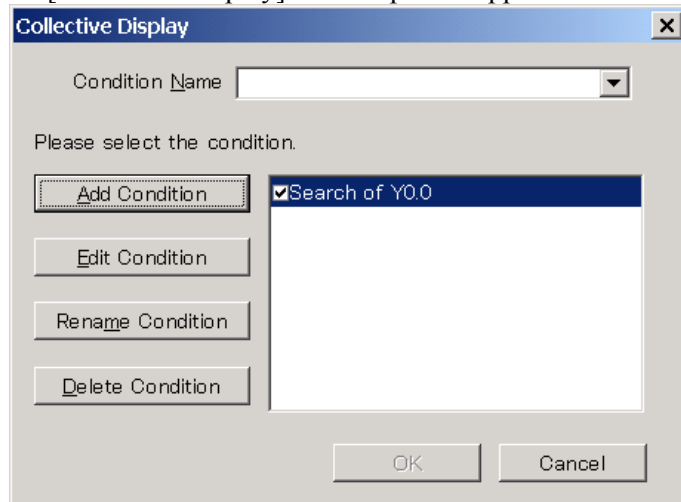 Collective Display
Condition Name
Please select the condition.
Add Condition
Search of Y0.0
Edit Condition
Rename Condition
Delete Condition
OK
Cancel